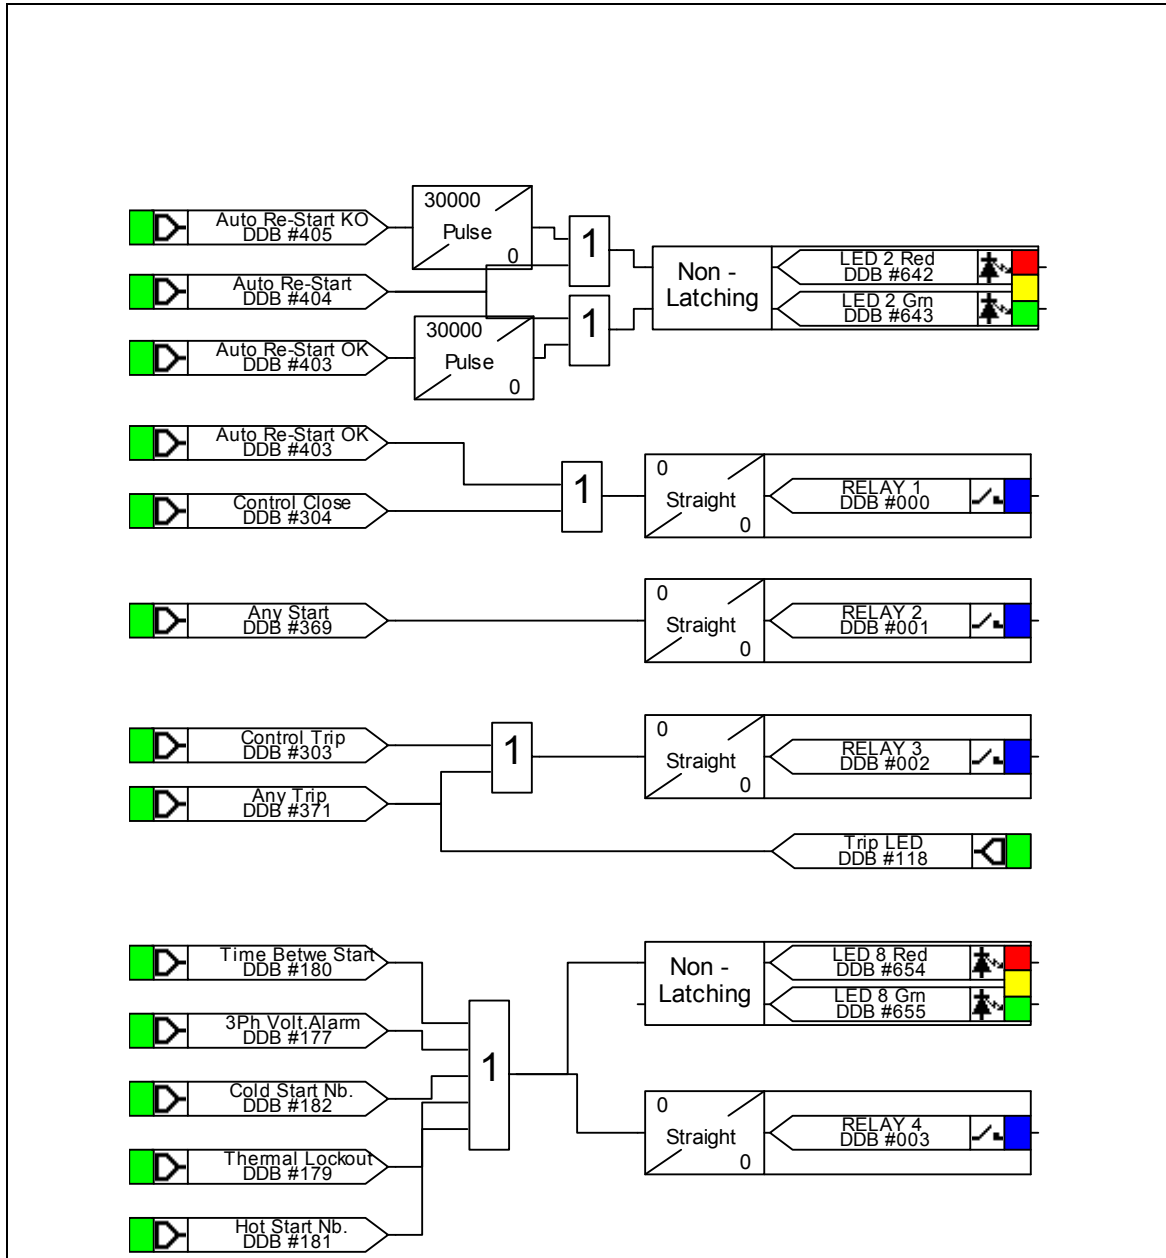 30000
Auto Re-Start KO
DDB #405
Pulse
0
1
Auto Re-Start
DDB #404
Non -
Latching
LED 2 Red
DDB #642
LED 2 Grn
DDB #643
30000
Auto Re-Start OK
DDB #403
Pulse
0
1
Auto Re-Start OK
DDB #403
Control Close
DDB #304
1
0
Straight
0
RELAY 1
DDB #000
Any Start
DDB #369
0
Straight
0
RELAY 2
DDB #001
Control Trip
DDB #303
Any Trip
DDB #371
1
0
Straight
0
RELAY 3
DDB #002
Trip LED
DDB #118
Time Betwe Start
DDB #180
3Ph Volt.Alarm
DDB #177
Cold Start Nb.
DDB #182
Thermal Lockout
DDB #179
Hot Start Nb.
DDB #181
1
Non -
Latching
LED 8 Red
DDB #654
LED 8 Grn
DDB #655
0
Straight
0
RELAY 4
DDB #003